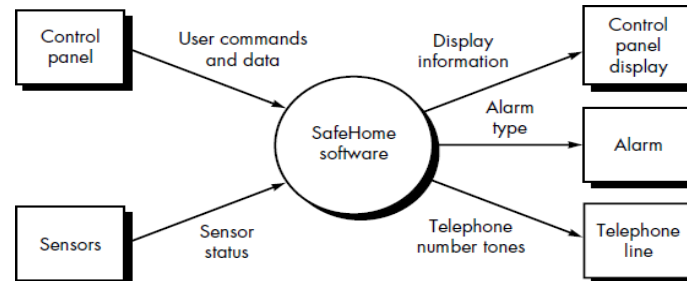 Control
panel
User commands
and data
Display
information
Control
panel
display
SafeHome
software
Alarm
type
Alarm
Sensors
Sensor
status
Telephone
number tones
Telephone
line